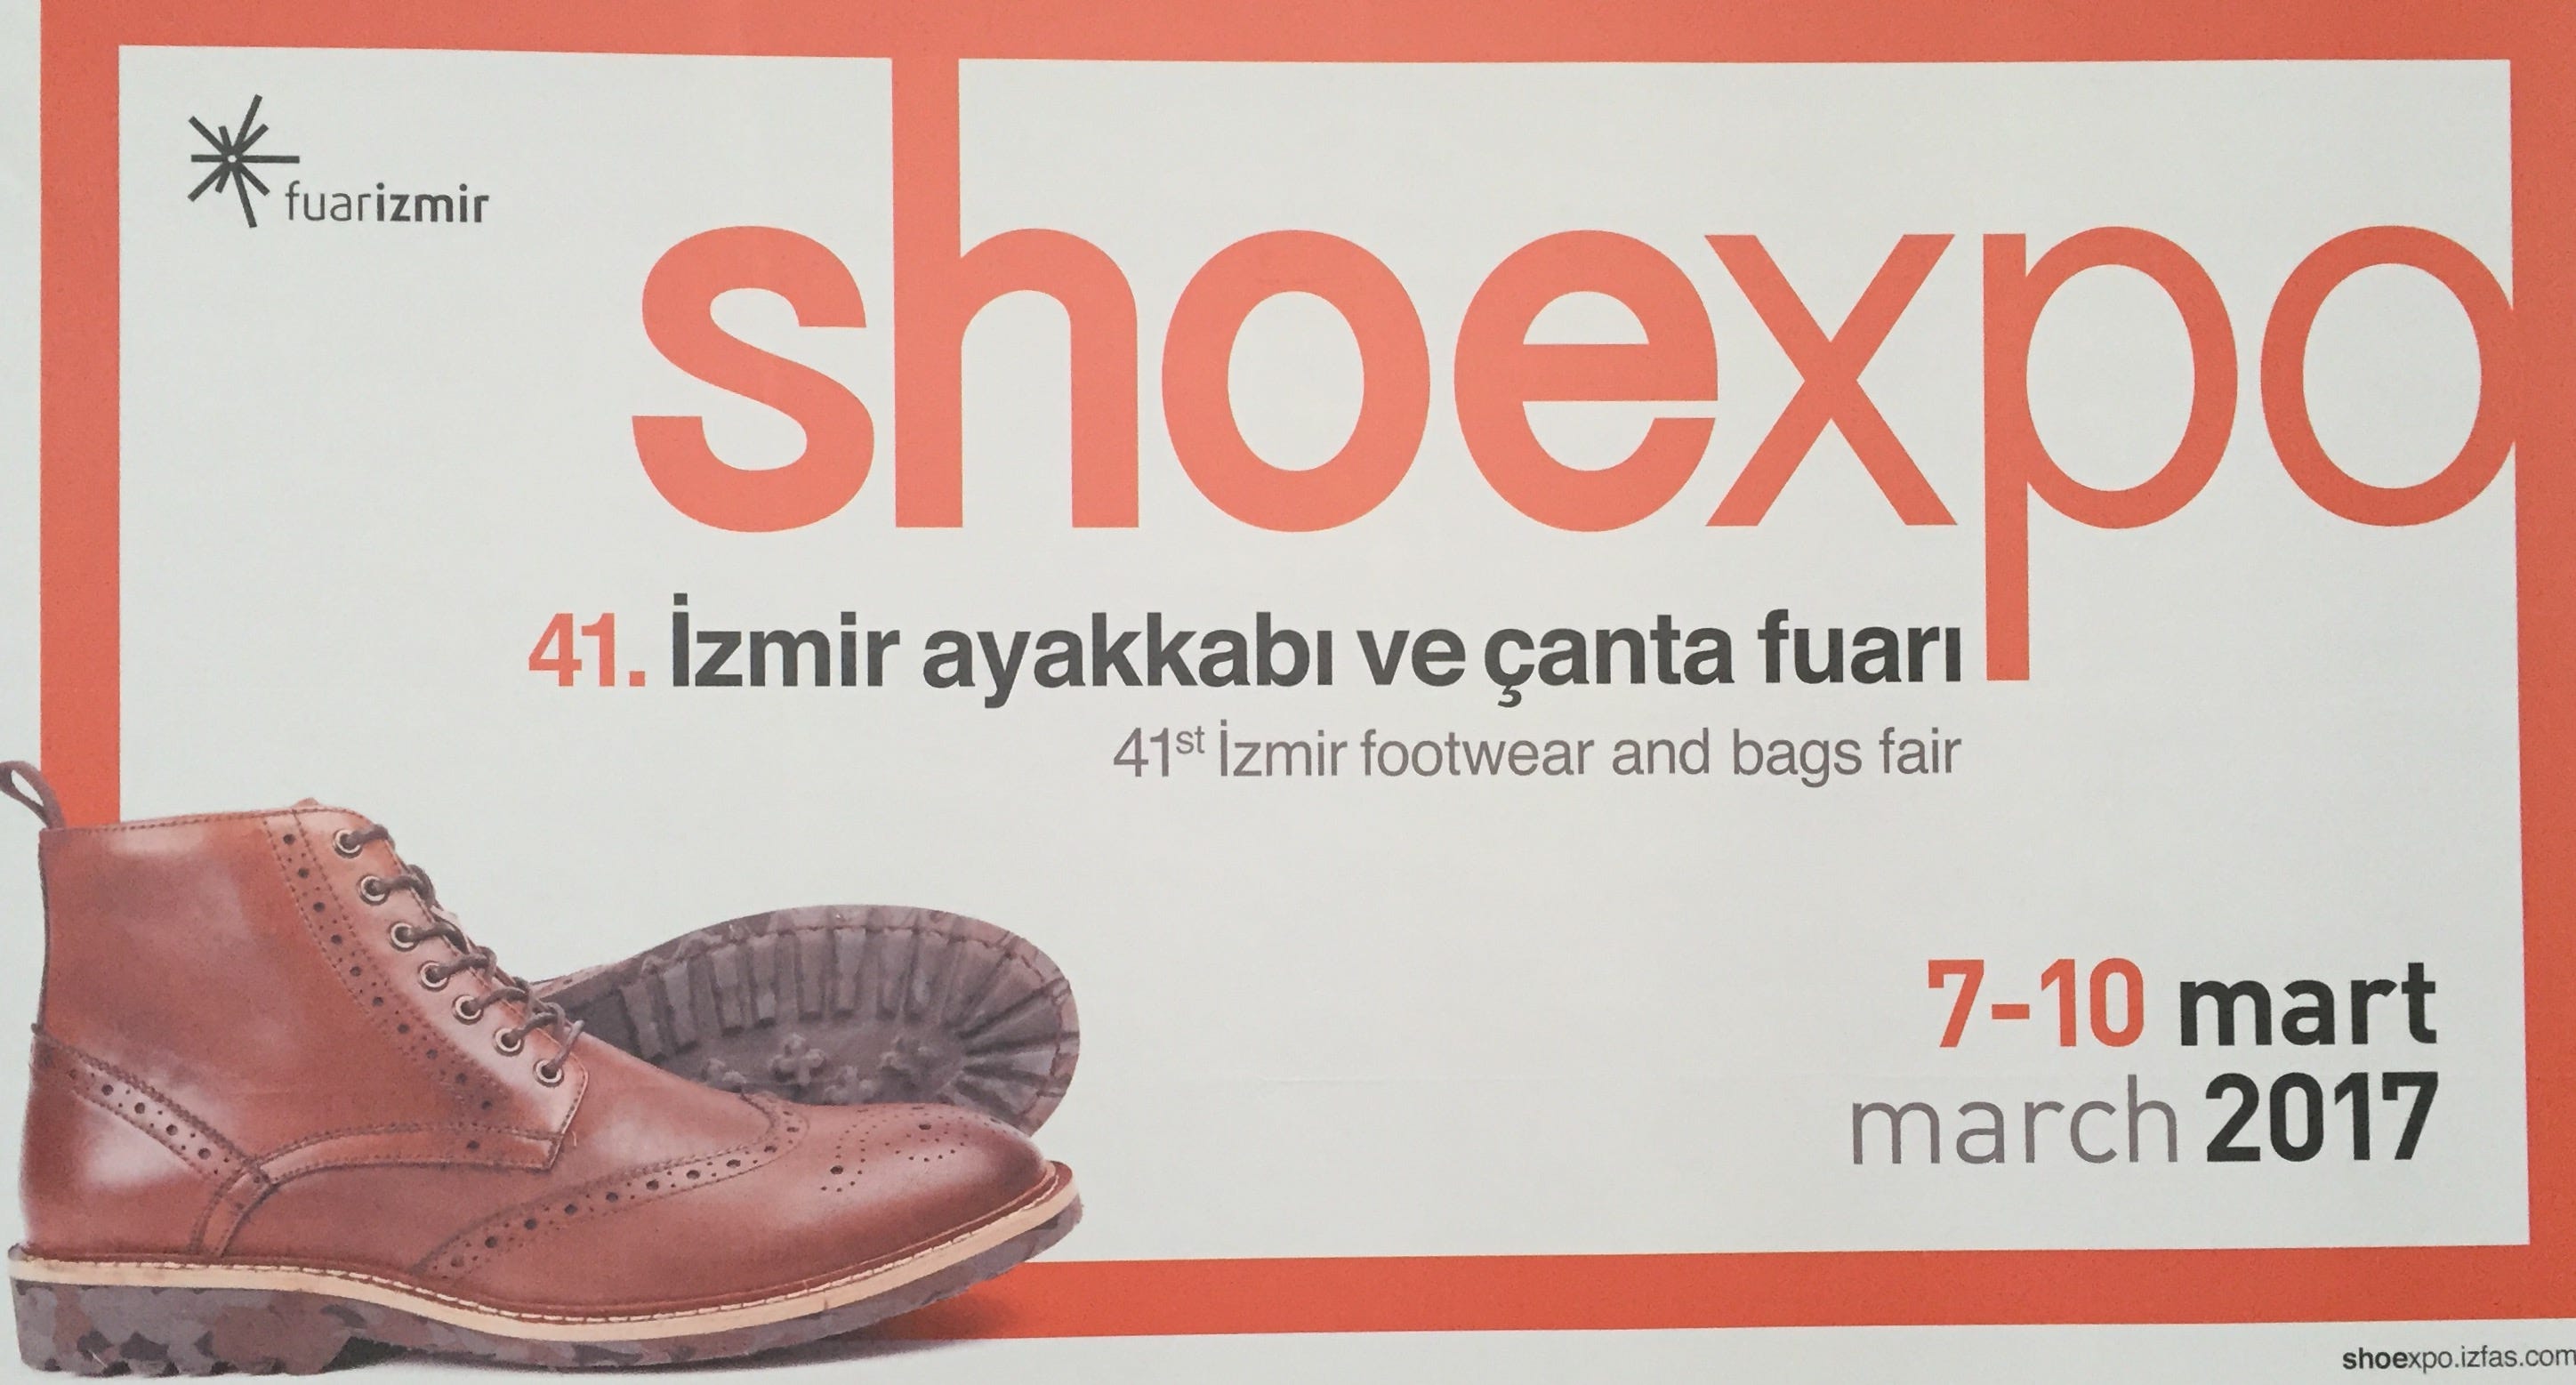 fuarizmir
shoexpo
41. İzmir ayakkabı ve çanta fuarı
41st İzmir footwear and bags fair
7-10 mart
march 2017
shoexpo.izfas.com